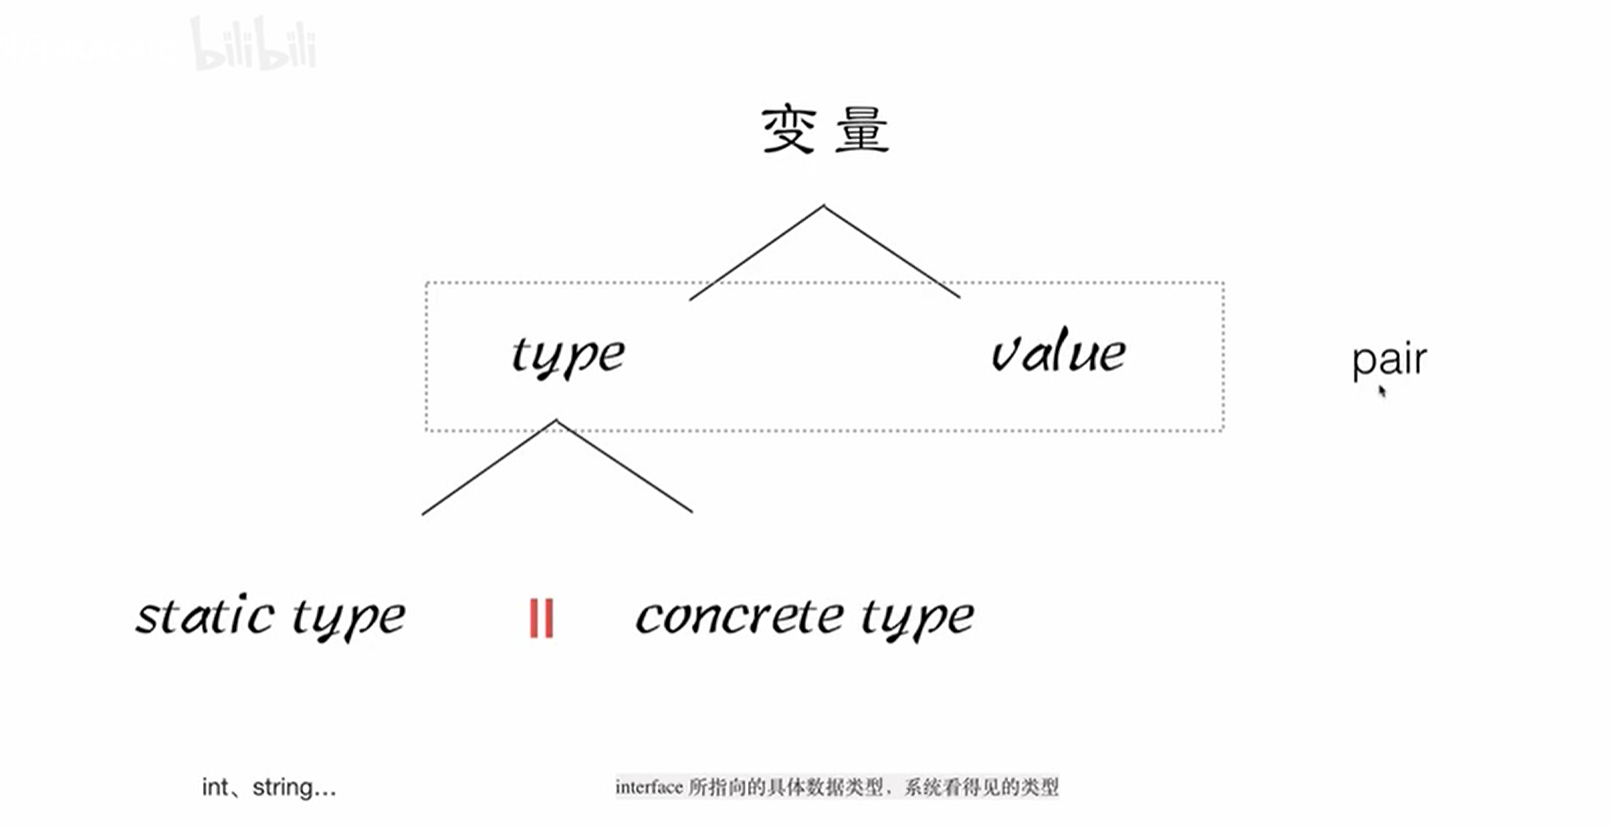 bilibili
变量
type value pair
static type || concrete type
int、string...
interface 所指向的具体数据类型，系统看得见的类型